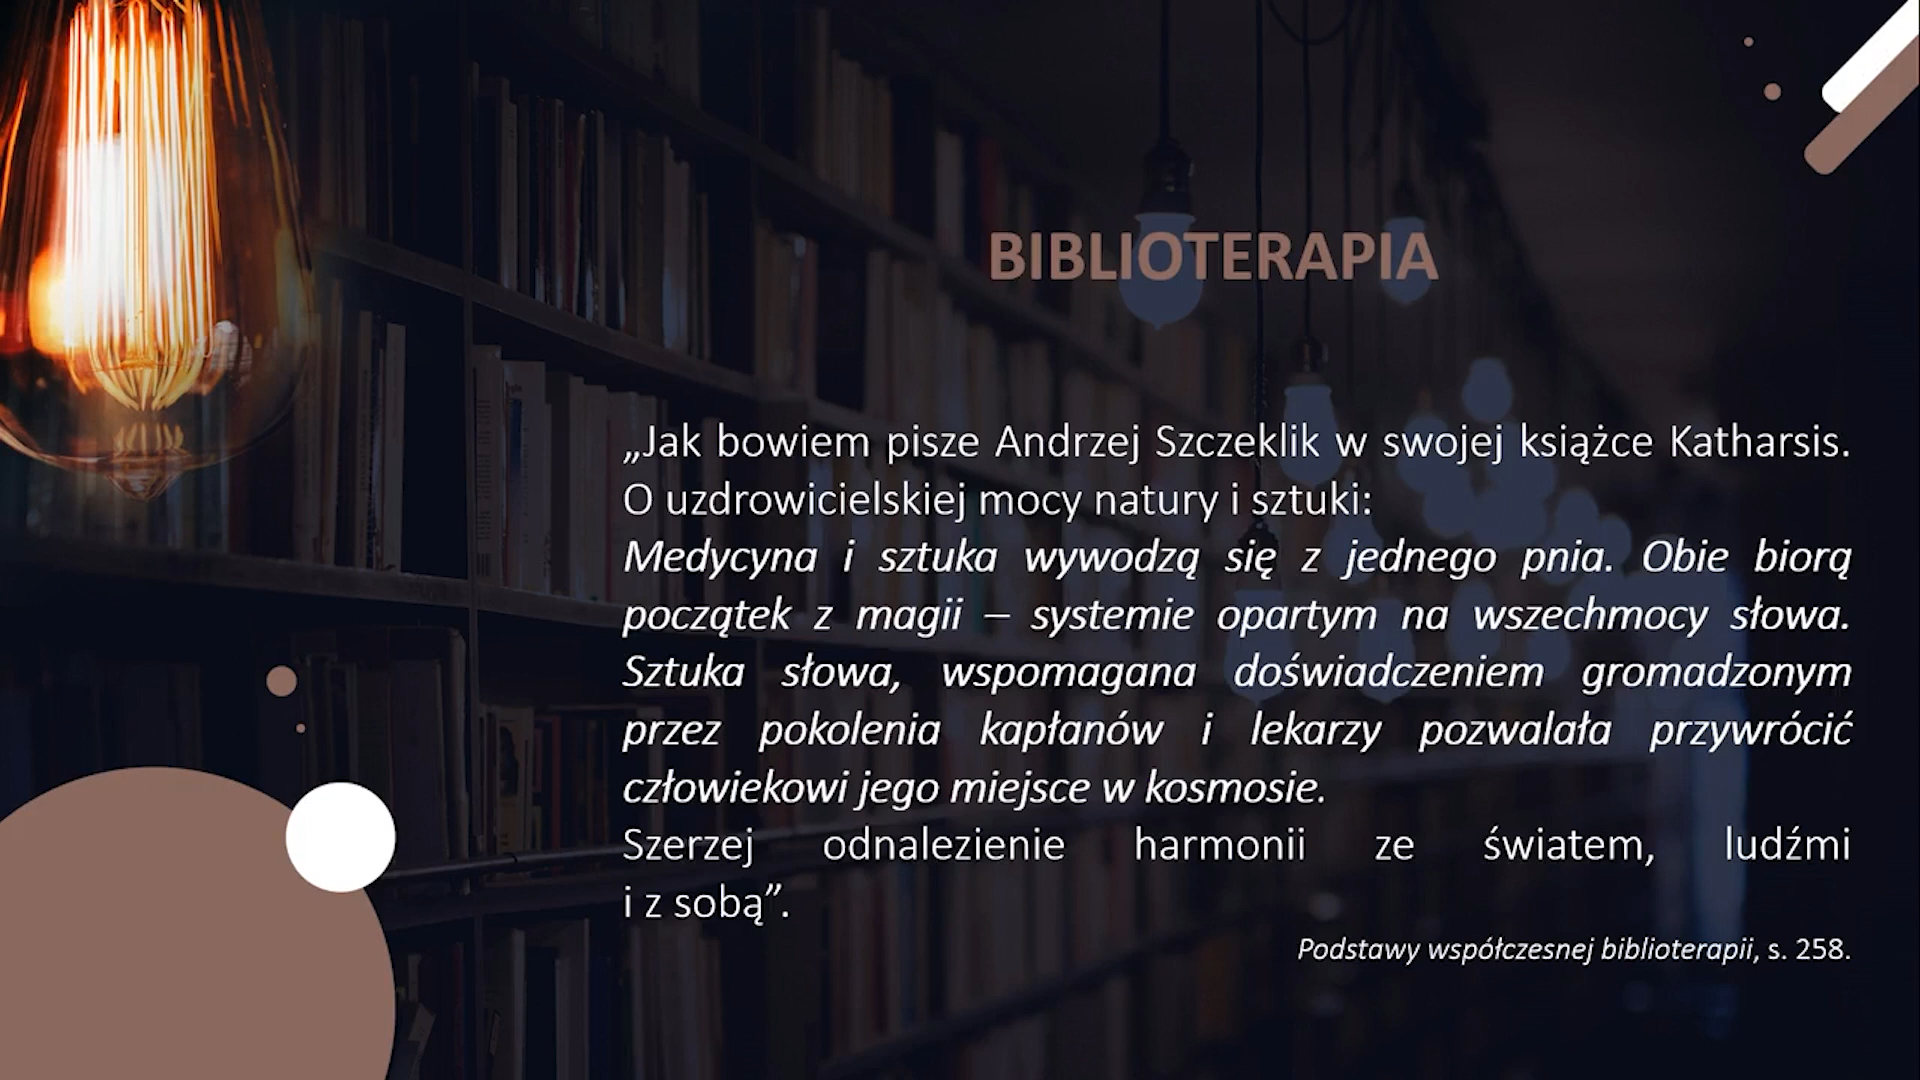 BIBLIOTERAPIA
„Jak bowiem pisze Andrzej Szczeklik w swojej książce Katharsis.
O uzdrowicielskiej mocy natury i sztuki:
Medycyna i sztuka wywodzą się z jednego pnia. Obie biorą
początek z magii – systemie opartym na wszechmocy słowa.
Sztuka słowa, wspomagana doświadczeniem gromadzonym
przez pokolenia kapłanów i lekarzy pozwalała przywrócić
człowiekowi jego miejsce w kosmosie.
Szerzej odnalezienie harmonii ze światem, ludźmi
i z sobą”.
Podstawy współczesnej biblioterapii, s. 258.